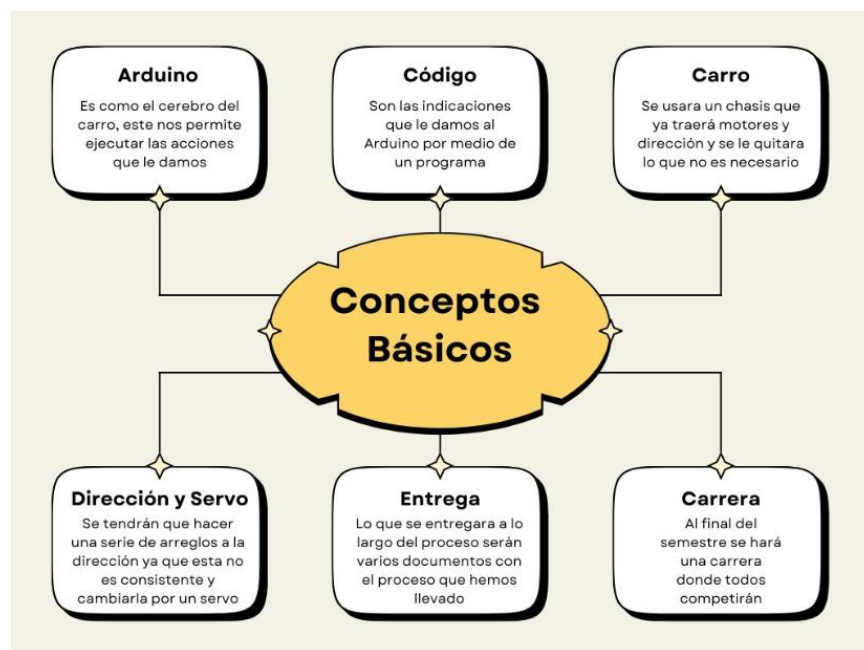 Arduino
Es como el cerebro del
carro, este nos permite
ejecutar las acciones
que le damos
Código
Son las indicaciones
que le damos al
Arduino por medio de
un programa
Carro
Se usara un chasis que
ya traerá motores y
dirección y se le quitara
lo que no es necesario
Conceptos
Básicos
Dirección y Servo
Se tendrán que hacer
una serie de arreglos a la
dirección ya que esta no
es consistente y
cambiarla por un servo
Entrega
Lo que se entregara a lo
largo del proceso serán
varios documentos con
el proceso que hemos
llevado
Carrera
Al final del
semestre se hará
una carrera
donde todos
competirán